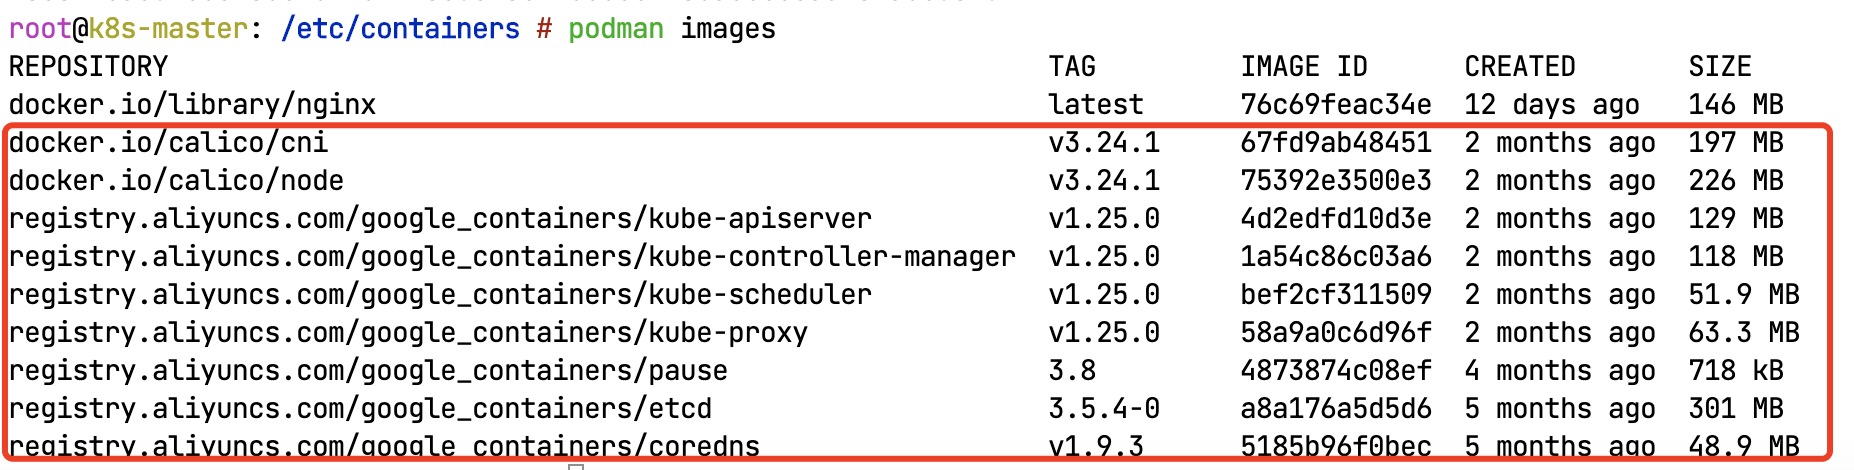 root@k8s-master: /etc/containers # podman images
REPOSITORY TAG IMAGE ID CREATED SIZE
docker.io/library/nginx latest 76c69feac34e 12 days ago 146 MB
docker.io/calico/cni v3.24.1 67fd9ab48451 2 months ago 197 MB
docker.io/calico/node v3.24.1 75392e3500e3 2 months ago 226 MB
registry.aliyuncs.com/google_containers/kube-apiserver v1.25.0 4d2edfd10d3e 2 months ago 129 MB
registry.aliyuncs.com/google_containers/kube-controller-manager v1.25.0 1a54c86c03a6 2 months ago 118 MB
registry.aliyuncs.com/google_containers/kube-scheduler v1.25.0 bef2cf311509 2 months ago 51.9 MB
registry.aliyuncs.com/google_containers/kube-proxy v1.25.0 58a9a0c6d96f 2 months ago 63.3 MB
registry.aliyuncs.com/google_containers/pause 3.8 4873874c08ef 4 months ago 718 kB
registry.aliyuncs.com/google_containers/etcd 3.5.4-0 a8a176a5d5d6 5 months ago 301 MB
registry.aliyuncs.com/google_containers/coredns v1.9.3 5185b96f0bec 5 months ago 48.9 MB